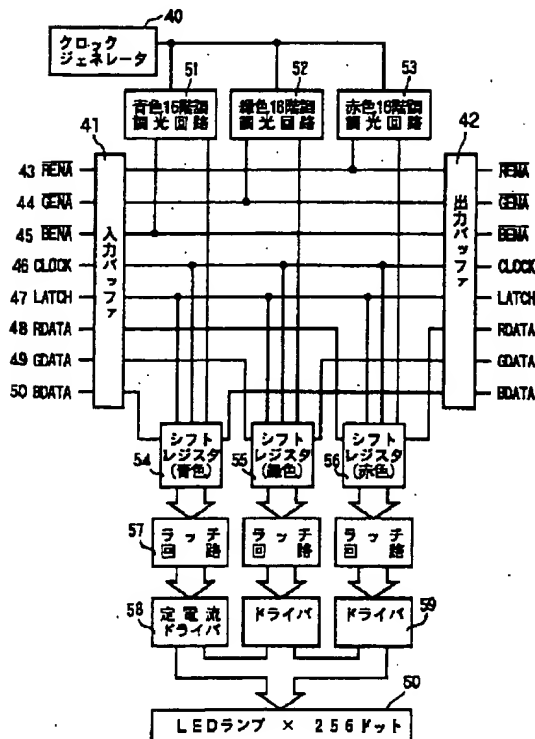 40
クロック
ジェネレータ
51
52
53
青色16階調
調光回路
緑色16階調
調光回路
赤色16階調
調光回路
41
42
43 RENA
44 GENA
45 BENA
46 CLOCK
47 LATCH
48 RDATA
49 GDATA
50 BDATA
入力バッファ
出力バッファ
RENA
GENA
BENA
CLOCK
LATCH
RDATA
GDATA
BDATA
シフト
レジスタ
(青色)
シフト
レジスタ
(緑色)
シフト
レジスタ
(赤色)
54
55
56
57
ラッチ
回路
ラッチ
回路
ラッチ
回路
58
定電流
ドライバ
ドライバ
ドライバ
59
60
LEDランプ × 256ドット